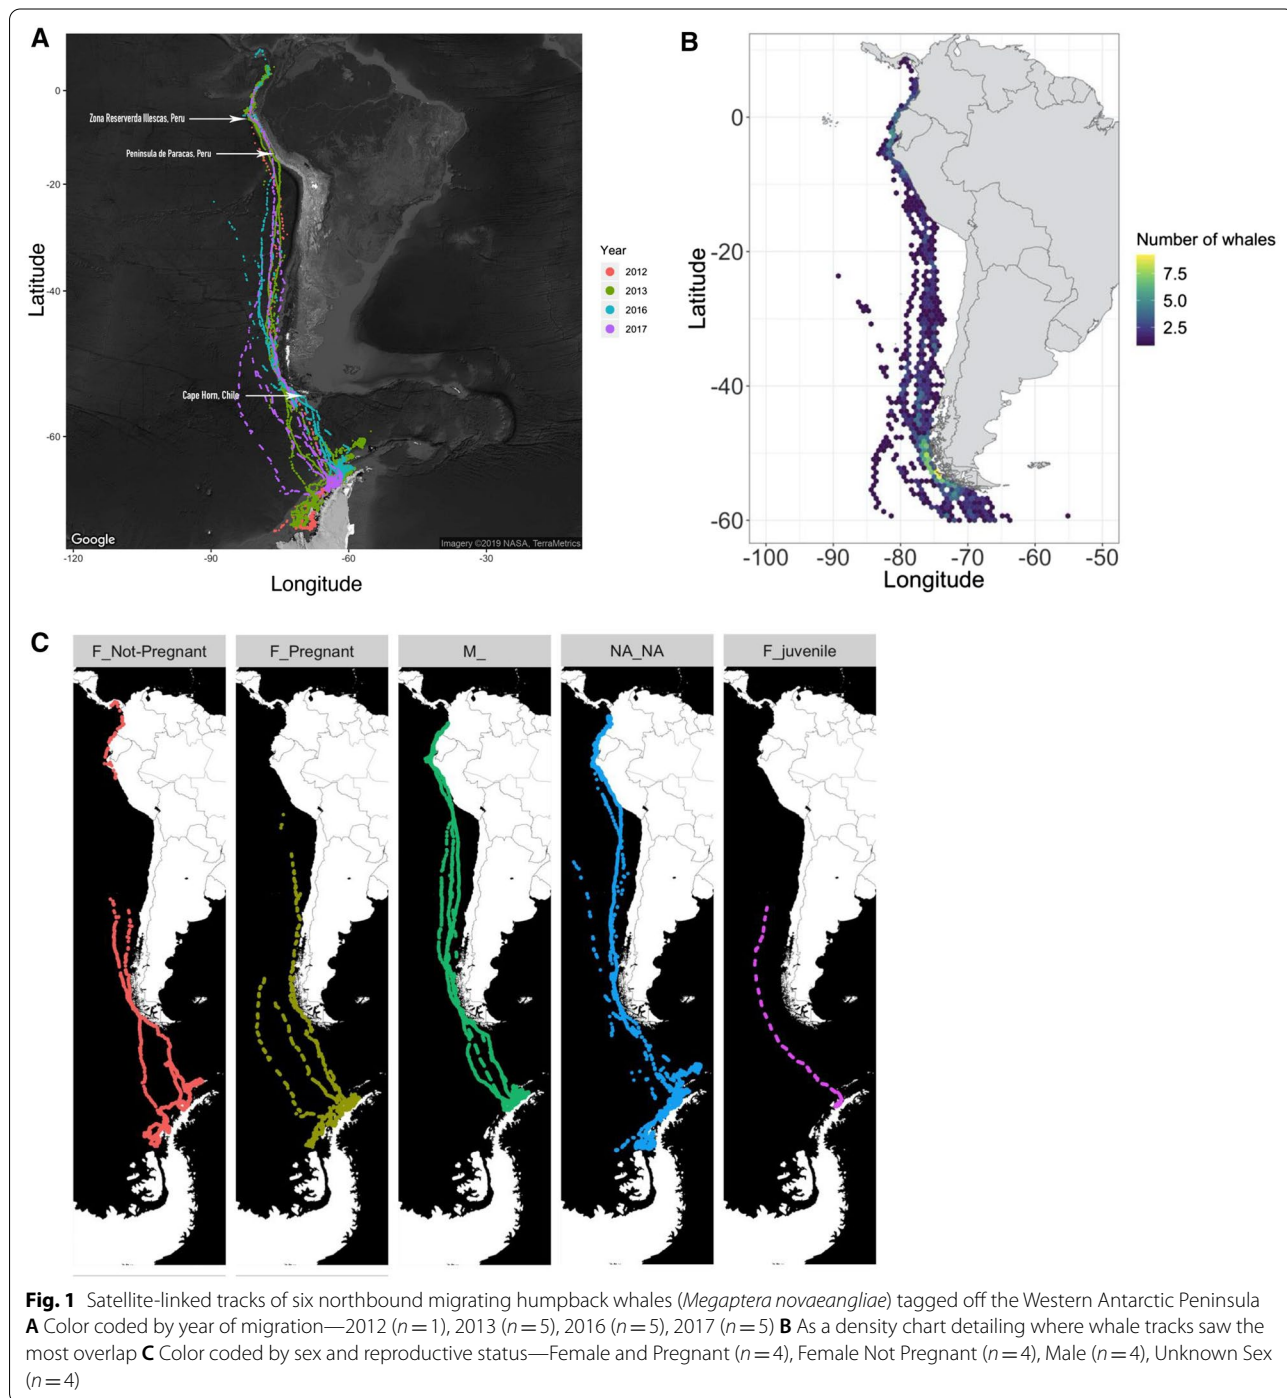 A
Zona Reserverda Illescas, Peru
Peninsula de Paracas, Peru
Cape Horn, Chile
0
-20
-40
-60
Latitude
-120
-90
-60
-30
Longitude
Google
Imagery ©2019 NASA, TerraMetrics
Year
2012
2013
2016
2017
B
0
-20
-40
-60
Latitude
-100
-90
-80
-70
-60
-50
Longitude
Number of whales
7.5
5.0
2.5
C
F_Not-Pregnant
F_Pregnant
M_
NA_NA
F_juvenile
Fig. 1 Satellite-linked tracks of six northbound migrating humpback whales (Megaptera novaeangliae) tagged off the Western Antarctic Peninsula
A Color coded by year of migration—2012 (n = 1), 2013 (n = 5), 2016 (n = 5), 2017 (n = 5) B As a density chart detailing where whale tracks saw the
most overlap C Color coded by sex and reproductive status—Female and Pregnant (n = 4), Female Not Pregnant (n = 4), Male (n = 4), Unknown Sex
(n = 4)